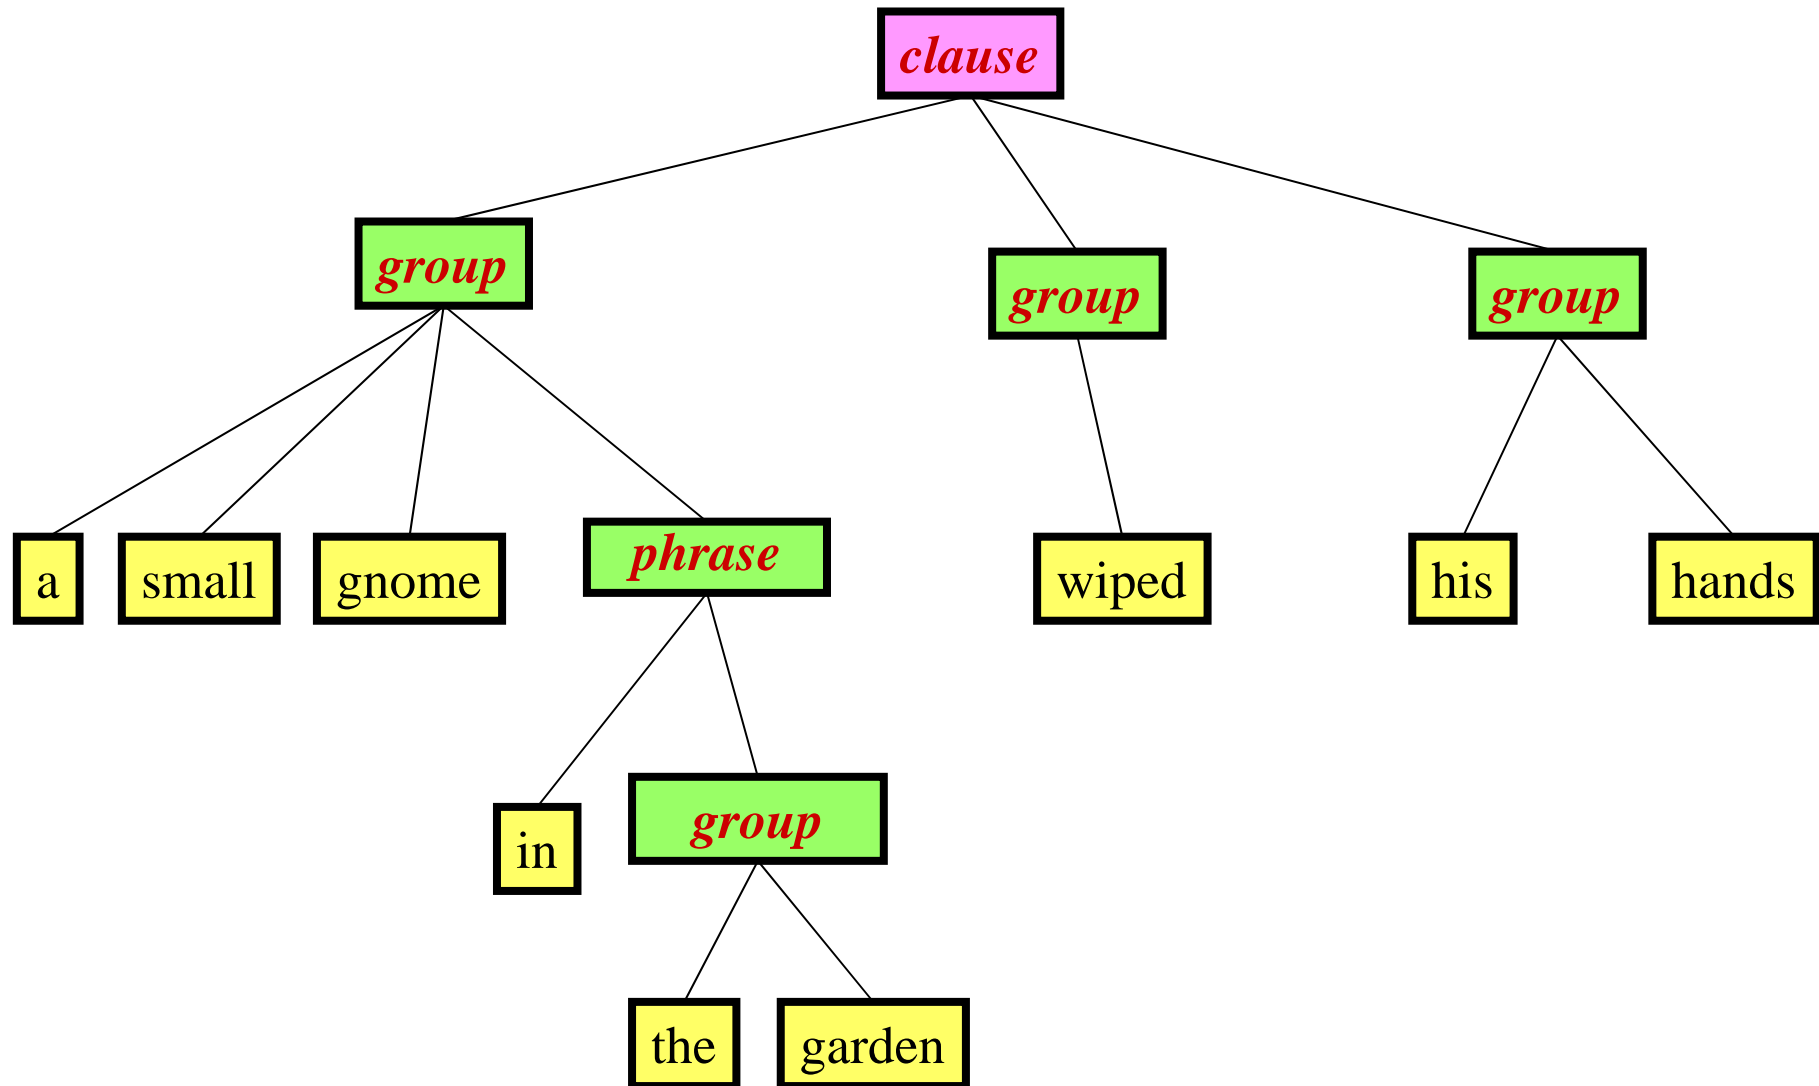 clause
group
group group
a small gnome phrase wiped his hands
in group
the garden